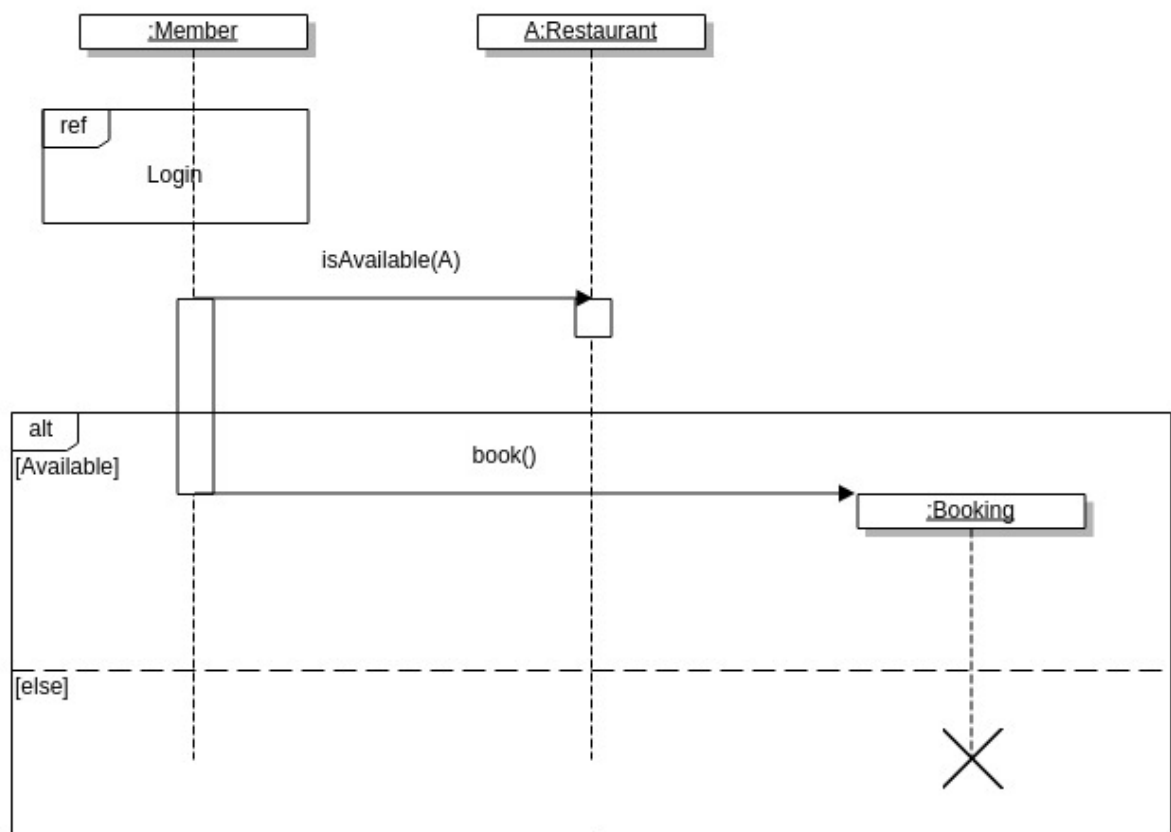 :Member
A:Restaurant
ref
Login
isAvailable(A)
alt
[Available]
book()
:Booking
[else]